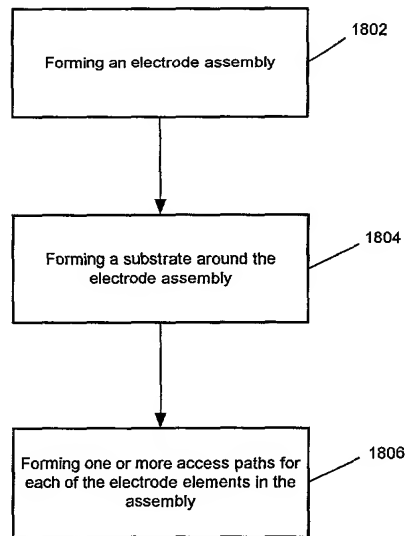 1802
Forming an electrode assembly
1804
Forming a substrate around the
electrode assembly
1806
Forming one or more access paths for
each of the electrode elements in the
assembly